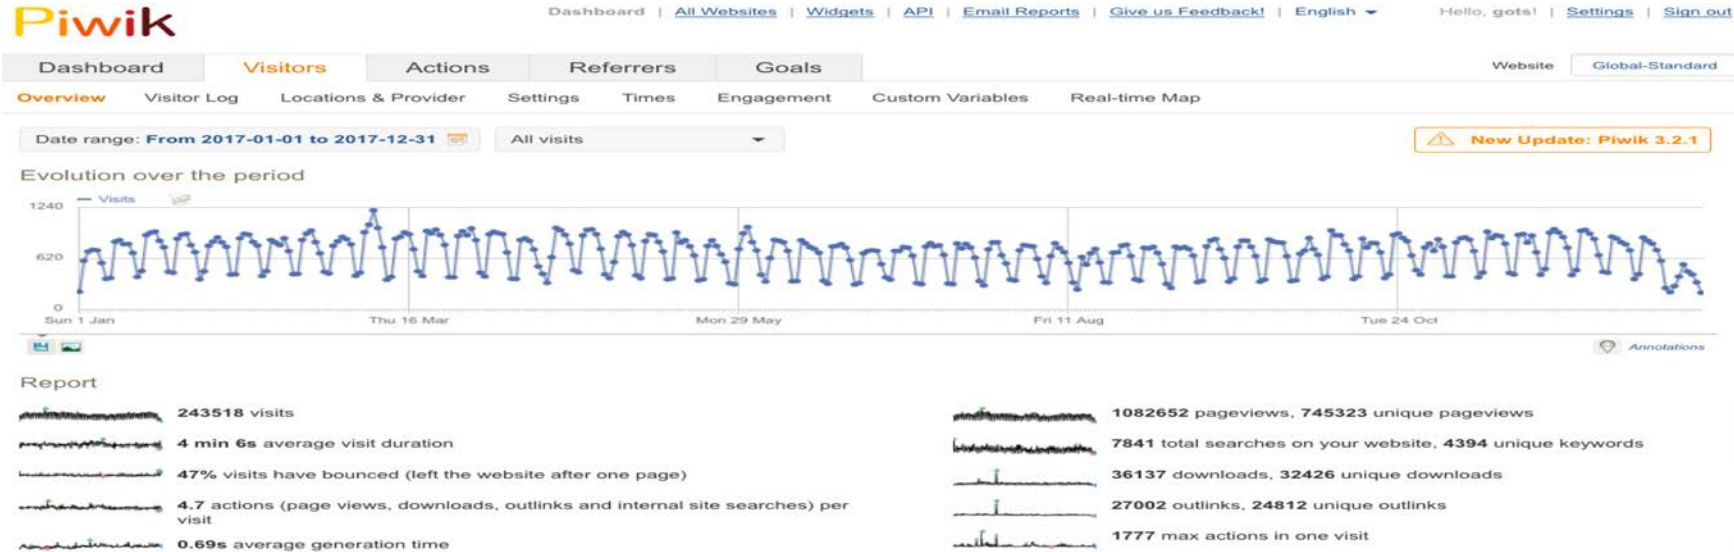 Piwik
Dashboard | All Websites | Widgets | API | Email Reports | Give us Feedback! | English Hello, gots! | Settings | Sign out
Dashboard Visitors Actions Referrers Goals Website Global-Standard
Overview Visitor Log Locations & Provider Settings Times Engagement Custom Variables Real-time Map
Date range: From 2017-01-01 to 2017-12-31 All visits New Update: Piwik 3.2.1
Evolution over the period
Visits
1240
620
0
Sun 1 Jan Thu 16 Mar Mon 29 May Fri 11 Aug Tue 24 Oct
Annotations
Report
243518 visits
4 min 6s average visit duration
47% visits have bounced (left the website after one page)
4.7 actions (page views, downloads, outlinks and internal site searches) per
visit
0.69s average generation time
1082652 pageviews, 745323 unique pageviews
7841 total searches on your website, 4394 unique keywords
36137 downloads, 32426 unique downloads
27002 outlinks, 24812 unique outlinks
1777 max actions in one visit